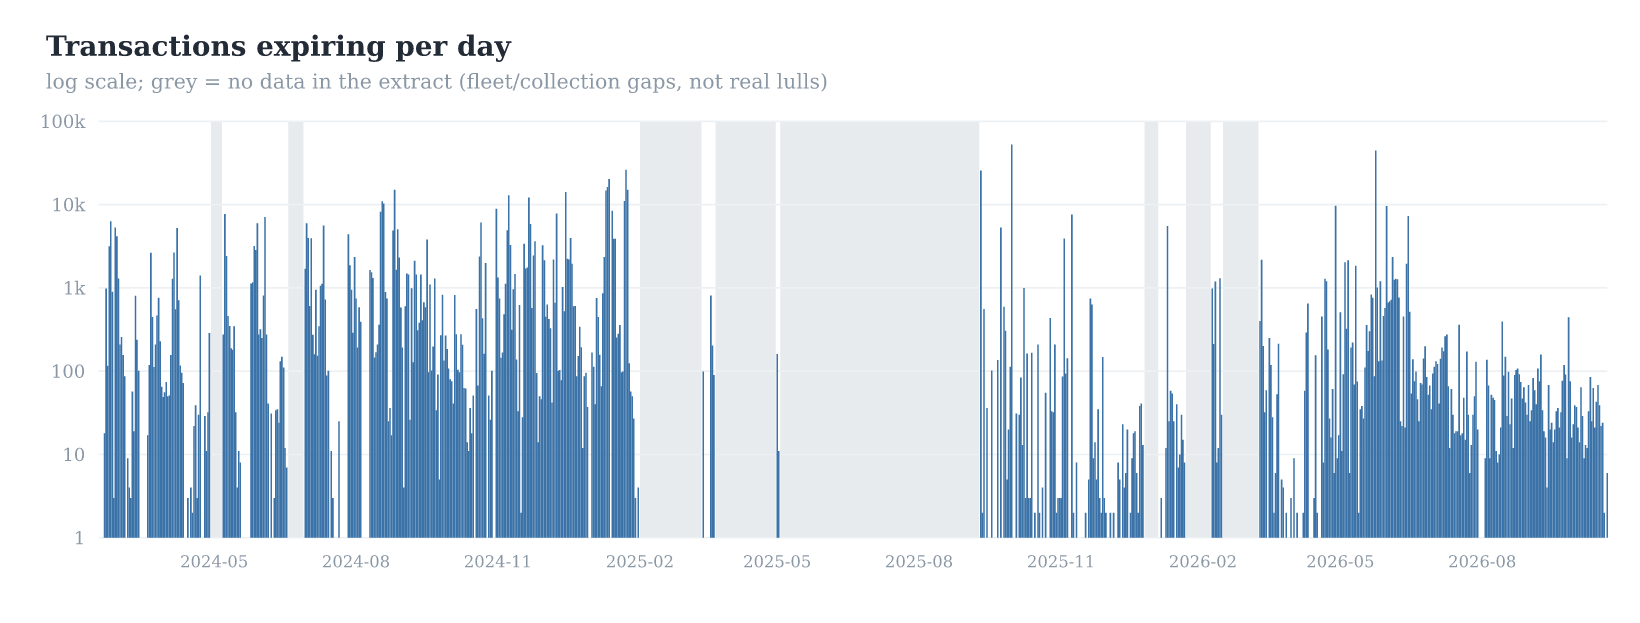 Transactions expiring per day
log scale; grey = no data in the extract (fleet/collection gaps, not real lulls)
100k
10k
1k
100
10
1
2024-05 2024-08 2024-11 2025-02 2025-05 2025-08 2025-11 2026-02 2026-05 2026-08